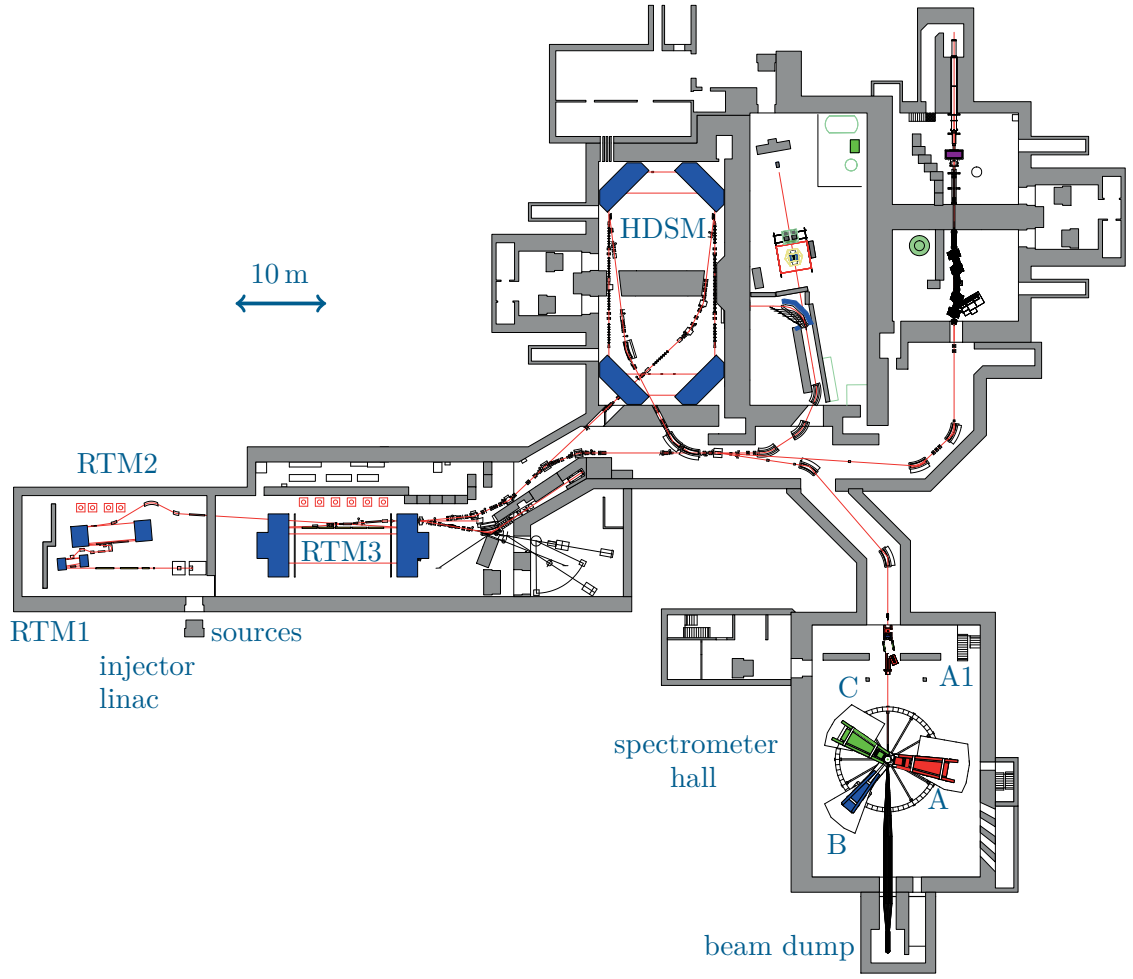 HDSM
10 m
RTM2
RTM3
RTM1
sources
injector
linac
A1
C
spectrometer
hall
A
B
beam dump